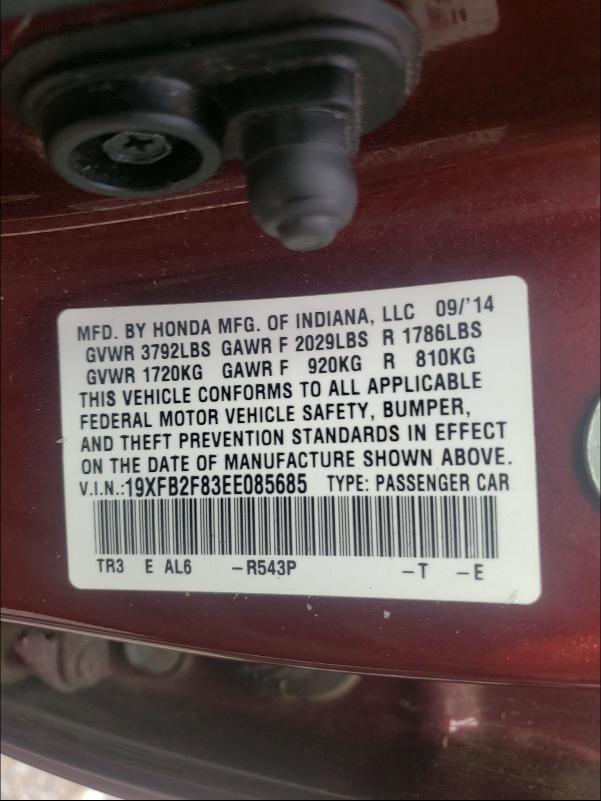 MFD. BY HONDA MFG. OF INDIANA, LLC 09/'14
GVWR 3792LBS GAWR F 2029LBS R 1786LBS
GVWR 1720KG GAWR F 920KG R 810KG
THIS VEHICLE CONFORMS TO ALL APPLICABLE
FEDERAL MOTOR VEHICLE SAFETY, BUMPER,
AND THEFT PREVENTION STANDARDS IN EFFECT
ON THE DATE OF MANUFACTURE SHOWN ABOVE.
V.I.N.:19XFB2F83EE085685 TYPE: PASSENGER CAR
TR3 E AL6 -R543P -T -E